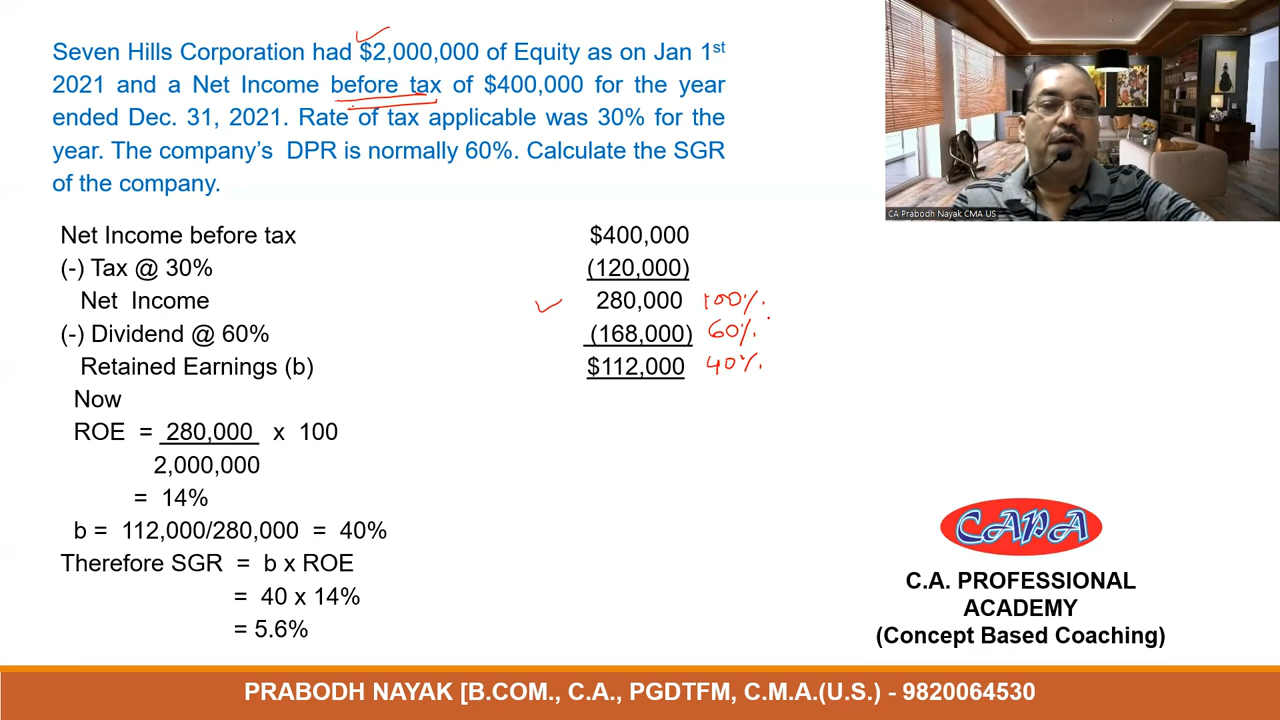 Seven Hills Corporation had $2,000,000 of Equity as on Jan 1st
2021 and a Net Income before tax of $400,000 for the year
ended Dec. 31, 2021. Rate of tax applicable was 30% for the
year. The company's DPR is normally 60%. Calculate the SGR
of the company.
Net Income before tax $400,000
(-) Tax @ 30% (120,000)
Net Income 280,000 100%
(-) Dividend @ 60% (168,000) 60%
Retained Earnings (b) $112,000 40%
Now
ROE = 280,000 x 100
2,000,000
= 14%
b = 112,000/280,000 = 40%
Therefore SGR = b x ROE
= 40 x 14%
= 5.6%
CA Prabodh Nayak CMA US
CAPA
C.A. PROFESSIONAL
ACADEMY
(Concept Based Coaching)
PRABODH NAYAK [B.COM., C.A., PGDTFM, C.M.A.(U.S.) - 9820064530